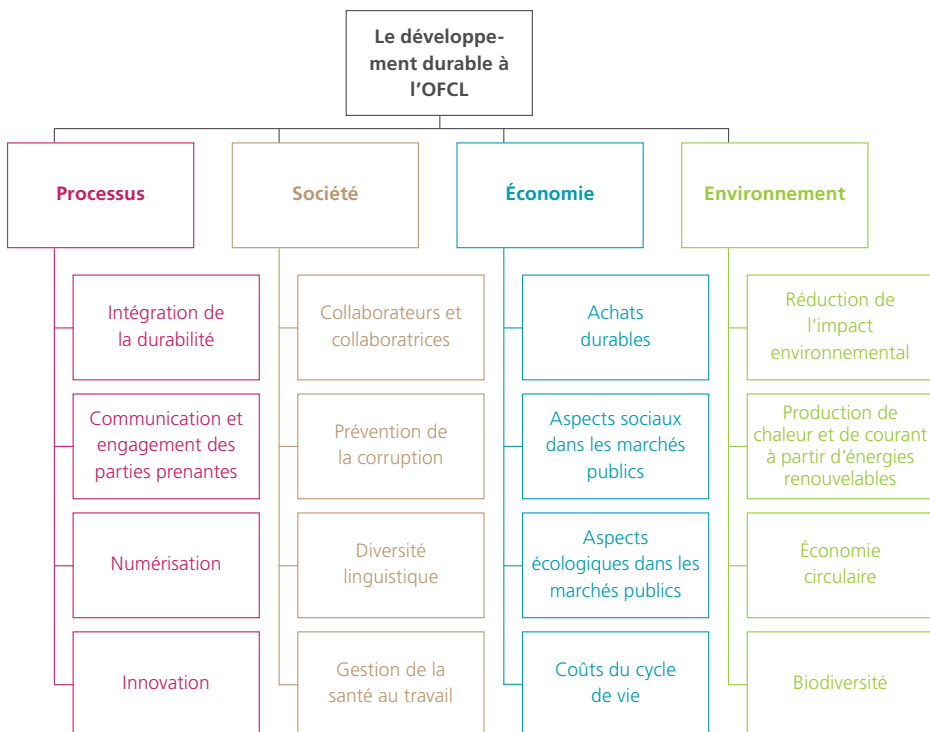 Le développe-
ment durable à
l'OFCL
Processus
Société
Économie
Environnement
Intégration de
la durabilité
Communication et
engagement des
parties prenantes
Numérisation
Innovation
Collaborateurs et
collaboratrices
Prévention de
la corruption
Diversité
linguistique
Gestion de la
santé au travail
Achats
durables
Aspects sociaux
dans les marchés
publics
Aspects
écologiques dans les
marchés publics
Coûts du cycle
de vie
Réduction de
l'impact
environnemental
Production de
chaleur et de courant
à partir d'énergies
renouvelables
Économie
circulaire
Biodiversité